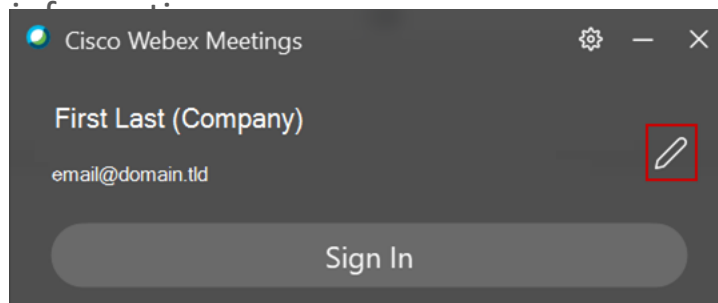 Cisco Webex Meetings
First Last (Company)
email@domain.tld
Sign In